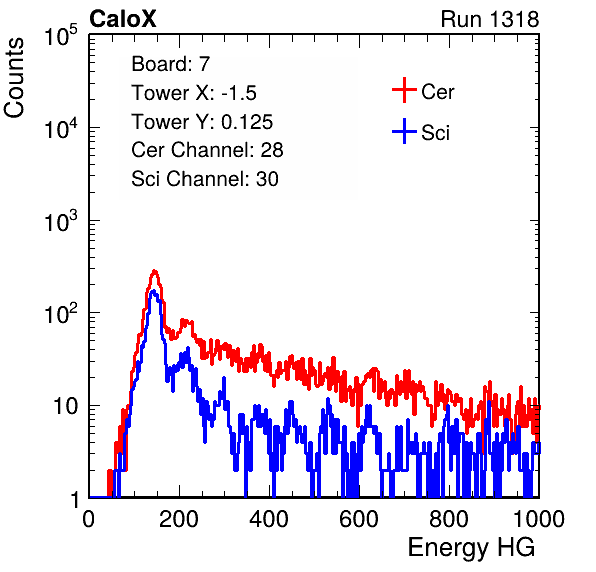 CaloX Run 1318
Counts
Board: 7
Tower X: -1.5
Tower Y: 0.125
Cer Channel: 28
Sci Channel: 30
Cer
Sci
10^5
10^4
10^3
10^2
10
1
0 200 400 600 800 1000
Energy HG